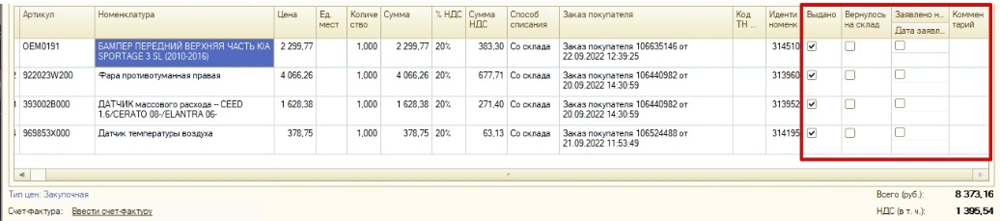 Артикул Номенклатура Цена Ед. мест Количе ство Сумма % НДС Сумма НДС Способ списания Заказ покупателя Код ТН ... Иденти номенк Выдано Вернулось на склад Заявлено н... Дата заявл... Коммен тарий
OEM0191 БАМПЕР ПЕРЕДНИЙ ВЕРХНЯЯ ЧАСТЬ KIA SPORTAGE 3 SL (2010-2016) 2 299,77 1,000 2 299,77 20% 383,30 Со склада Заказ покупателя 106635146 от 22.09.2022 12:39:25 314510
922023W200 Фара противотуманная правая 4 066,26 1,000 4 066,26 20% 677,71 Со склада Заказ покупателя 106440982 от 20.09.2022 14:30:59 313960
393002B000 ДАТЧИК массового расхода -- CEED 1.6/CERATO 08-/ELANTRA 06- 1 628,38 1,000 1 628,38 20% 271,40 Со склада Заказ покупателя 106440982 от 20.09.2022 14:30:59 313952
969853X000 Датчик температуры воздуха 378,75 1,000 378,75 20% 63,13 Со склада Заказ покупателя 106524488 от 21.09.2022 11:53:49 314195
Тип цен: Закупочная Всего (руб.): 8 373,16
Счет-фактура: Ввести счет-фактуру НДС (в т. ч.): 1 395,54